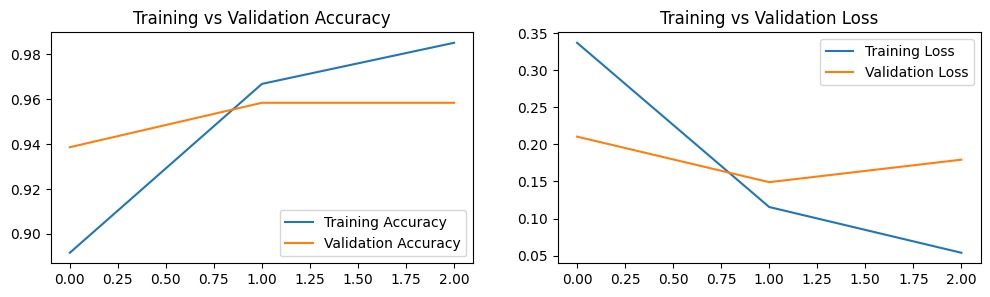 Training vs Validation Accuracy
0.98
0.96
0.94
0.92
0.90
Training Accuracy
Validation Accuracy
0.00 0.25 0.50 0.75 1.00 1.25 1.50 1.75 2.00
Training vs Validation Loss
0.35
0.30
0.25
0.20
0.15
0.10
0.05
Training Loss
Validation Loss
0.00 0.25 0.50 0.75 1.00 1.25 1.50 1.75 2.00